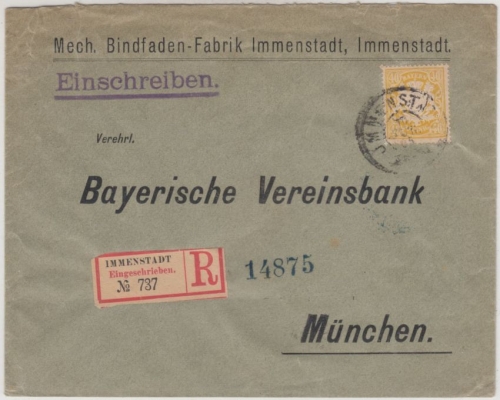 Mech. Bindfaden-Fabrik Immenstadt, Immenstadt.
Einschreiben.
Verehrl.
Bayerische Vereinsbank
IMMENSTADT
Eingeschrieben.
№ 737
R
14875
München.